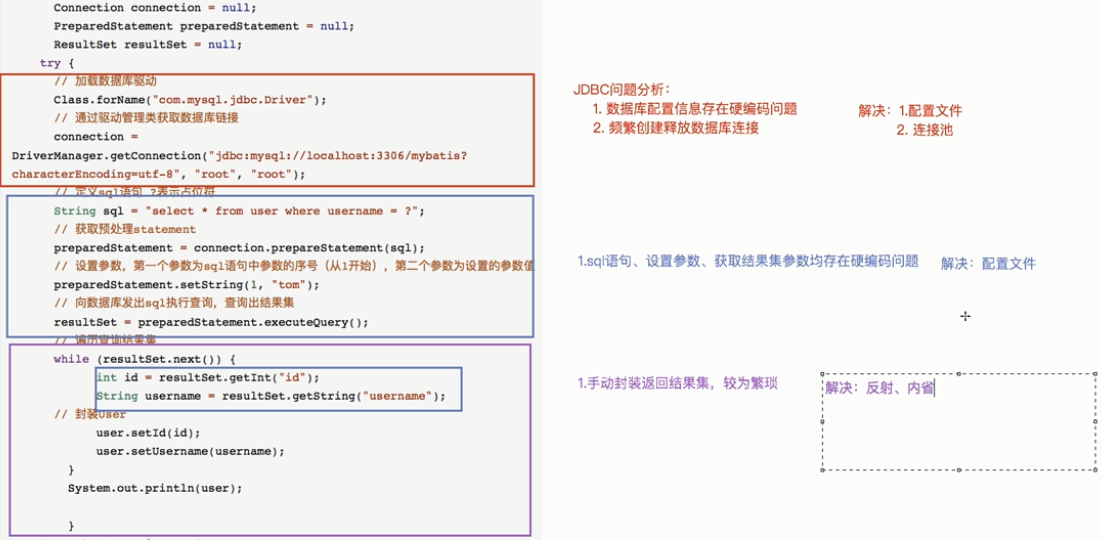 Connection connection = null;
PreparedStatement preparedStatement = null;
ResultSet resultSet = null;
try {
// 加载数据库驱动
Class.forName("com.mysql.jdbc.Driver");
// 通过驱动管理类获取数据库链接
connection =
DriverManager.getConnection("jdbc:mysql://localhost:3306/mybatis?
characterEncoding=utf-8", "root", "root");
// 定义sql语句 ?表示占位符
String sql = "select * from user where username = ?";
// 获取预处理statement
preparedStatement = connection.prepareStatement(sql);
// 设置参数，第一个参数为sql语句中参数的序号（从1开始），第二个参数为设置的参数值
preparedStatement.setString(1, "tom");
// 向数据库发出sql执行查询，查询出结果集
resultSet = preparedStatement.executeQuery();
// 遍历查询结果集
while (resultSet.next()) {
int id = resultSet.getInt("id");
String username = resultSet.getString("username");
// 封装User
user.setId(id);
user.setUsername(username);
}
System.out.println(user);
}
JDBC问题分析：
1. 数据库配置信息存在硬编码问题
2. 频繁创建释放数据库连接
解决：1.配置文件
2. 连接池
1.sql语句、设置参数、获取结果集参数均存在硬编码问题
解决：配置文件
1.手动封装返回结果集，较为繁琐
解决：反射、内省